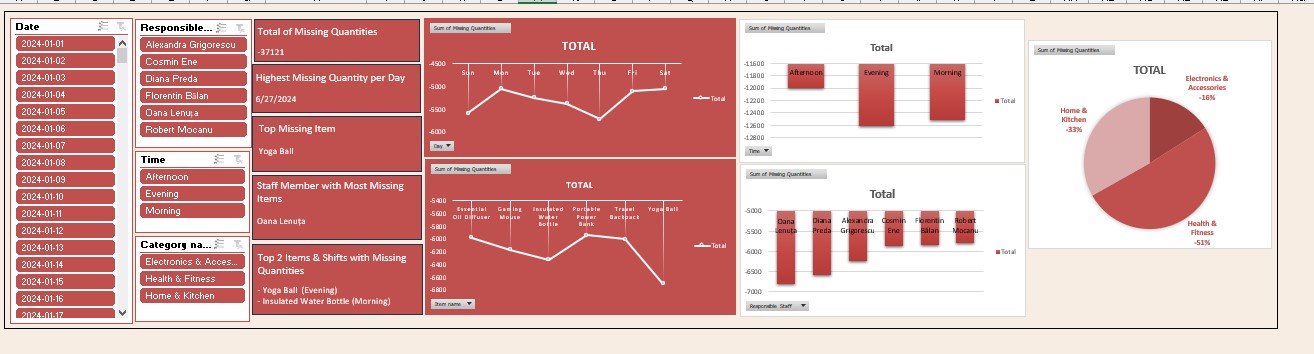 Date
2024-01-01
2024-01-02
2024-01-03
2024-01-04
2024-01-05
2024-01-06
2024-01-07
2024-01-08
2024-01-09
2024-01-10
2024-01-11
2024-01-12
2024-01-13
2024-01-14
2024-01-15
2024-01-16
2024-01-17
Responsible...
Alexandra Grigorescu
Cosmin Ene
Diana Preda
Florentin Bălan
Oana Lenuța
Robert Mocanu
Time
Afternoon
Evening
Morning
Category na...
Electronics & Acces...
Health & Fitness
Home & Kitchen
Total of Missing Quantities
-37121
Highest Missing Quantity per Day
6/27/2024
Top Missing Item
Yoga Ball
Staff Member with Most Missing
Items
Oana Lenuța
Top 2 Items & Shifts with Missing
Quantities
- Yoga Ball (Evening)
- Insulated Water Bottle (Morning)
Sum of Missing Quantities
TOTAL
-4500
Sun Mon Tue Wed Thu Fri Sat
-5000
-5500
-6000
Total
Day
Sum of Missing Quantities
TOTAL
-5400
Essential Gaming Insulated Portable Travel Yoga Ball
Oil Diffuser Mouse Water Power Backpack
Bottle Bank
-5600
-5800
-6000
-6200
-6400
-6600
-6800
Total
Item name
Sum of Missing Quantities
Total
-11600
Afternoon Evening Morning
-11800
-12000
-12200
-12400
-12600
-12800
Total
Time
Sum of Missing Quantities
Total
-5000
Oana Diana Alexandra Cosmin Florentin Robert
Lenuța Preda Grigorescu Ene Bălan Mocanu
-5500
-6000
-6500
-7000
Total
Responsible Staff
Sum of Missing Quantities
TOTAL
Electronics &
Accessories
-16%
Home &
Kitchen
-33%
Health &
Fitness
-51%